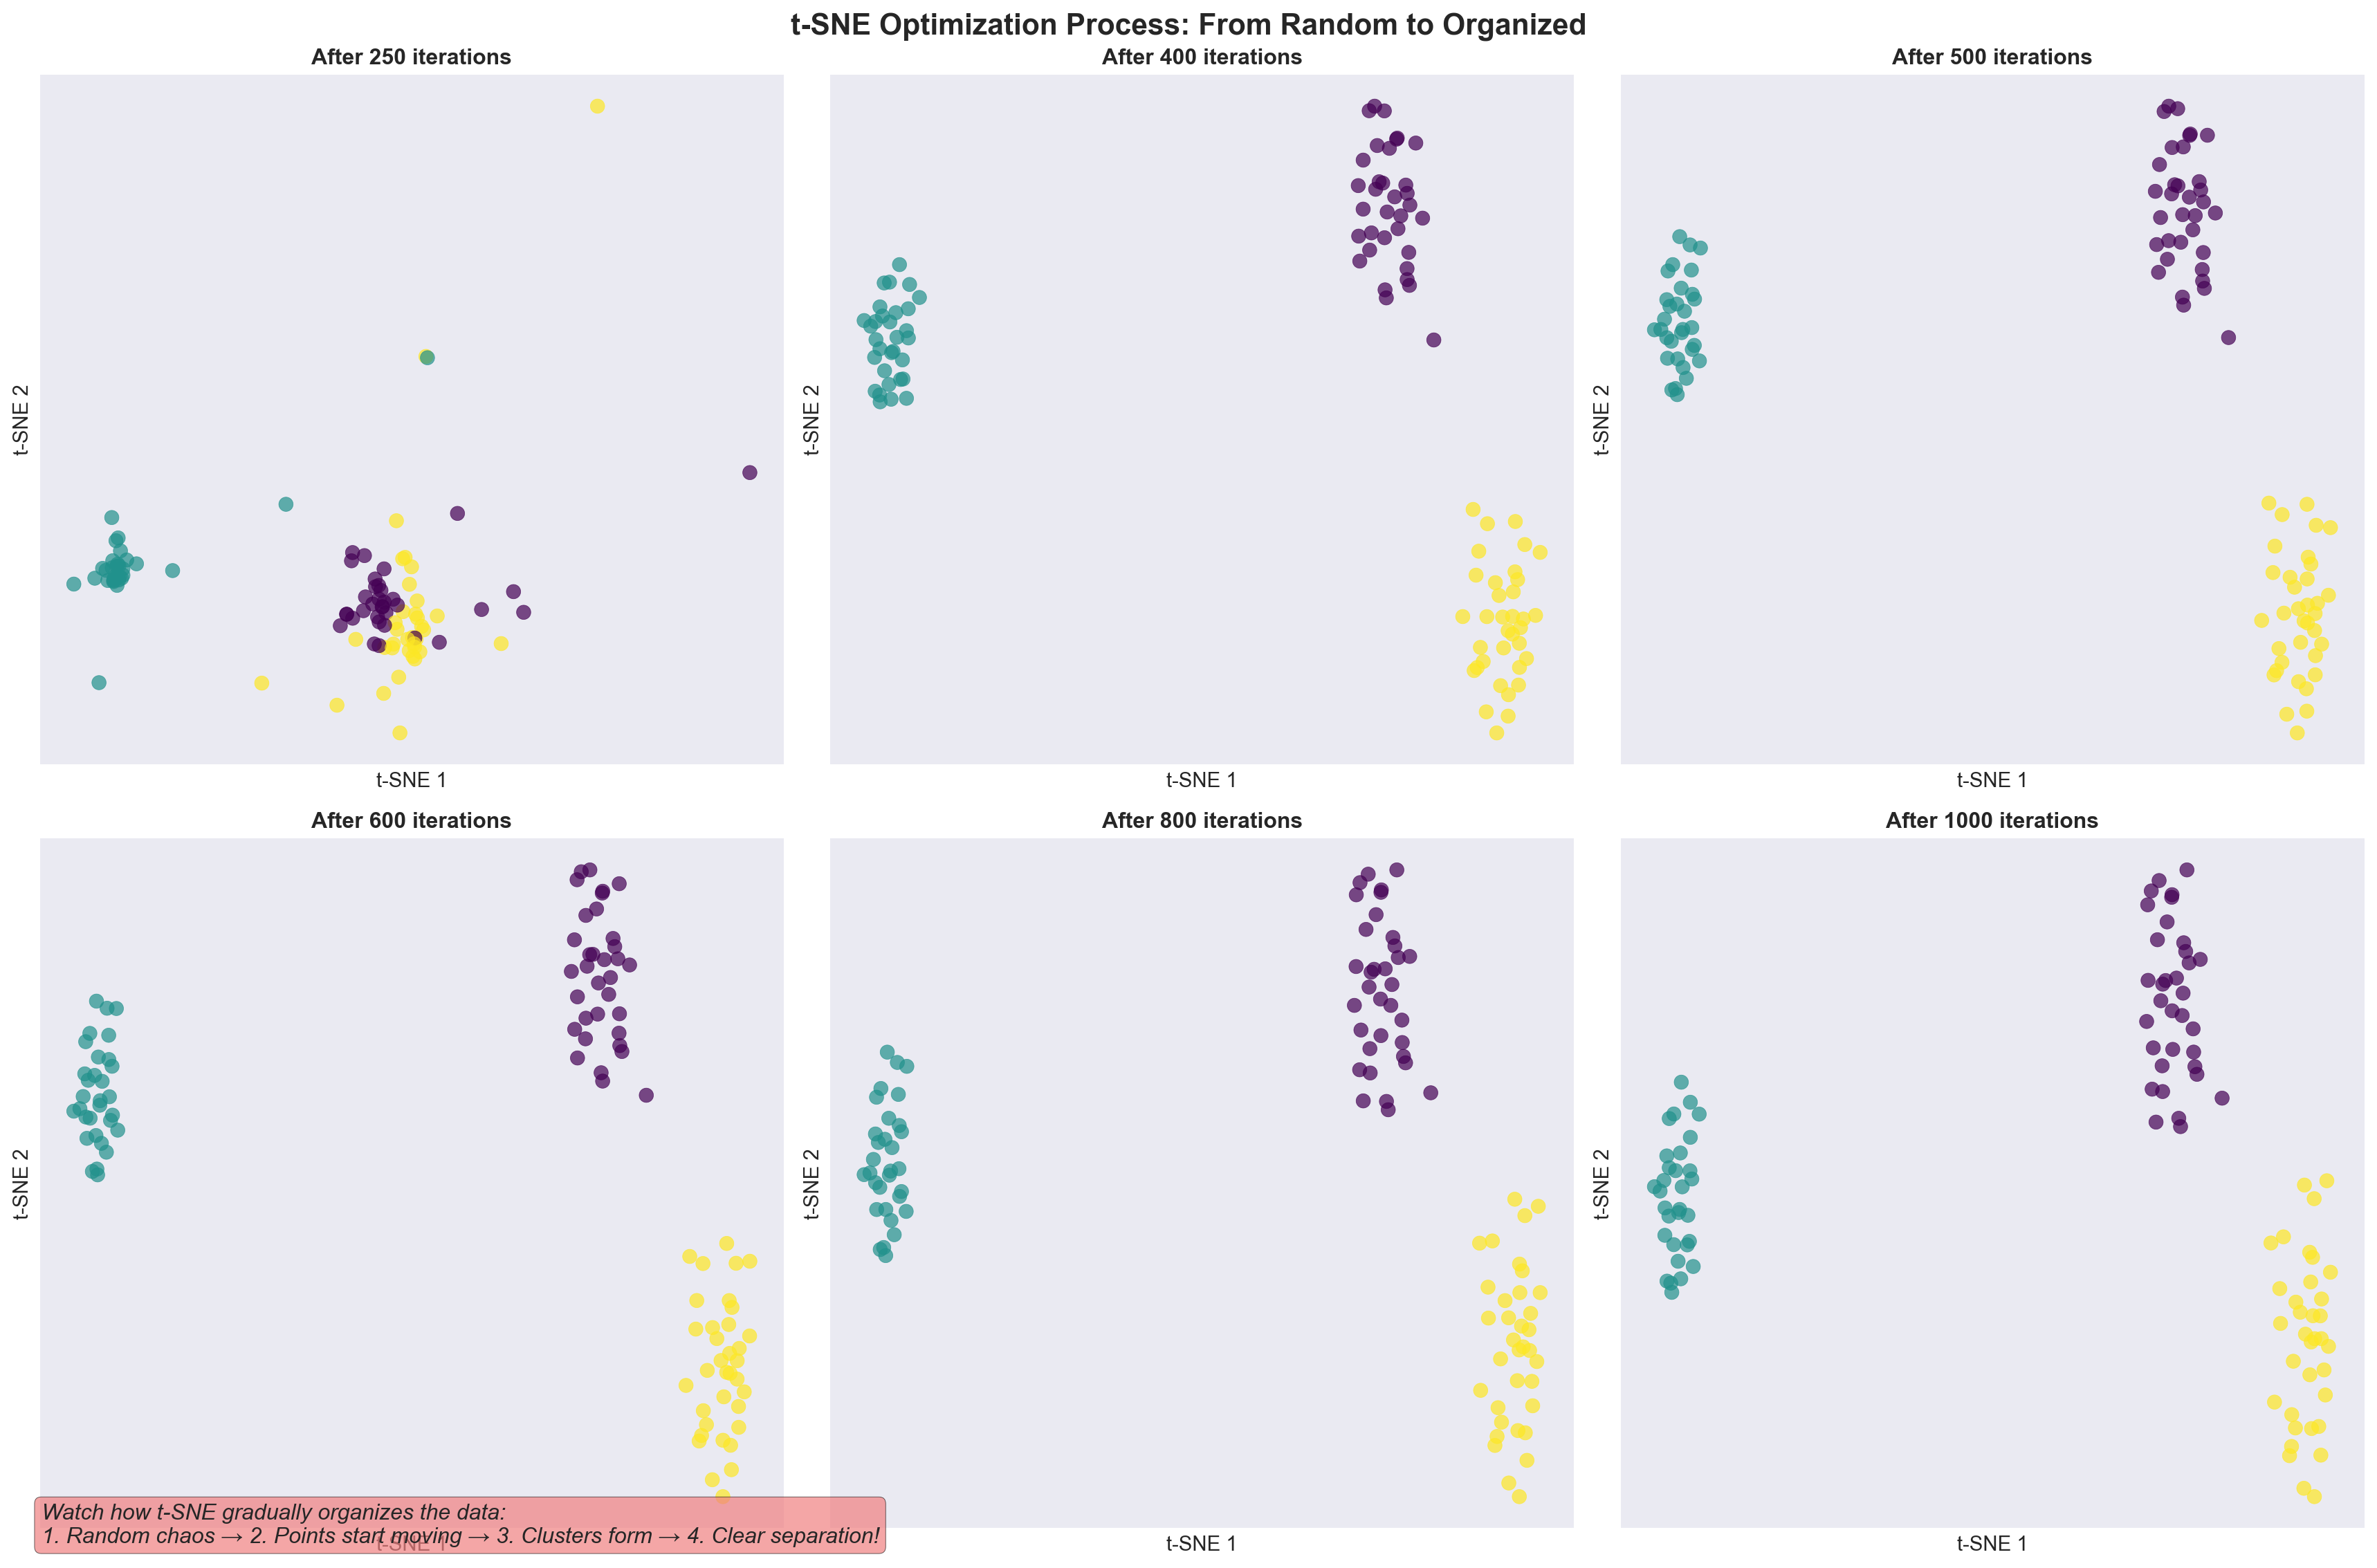 t-SNE Optimization Process: From Random to Organized
After 250 iterations
After 400 iterations
After 500 iterations
t-SNE 2
t-SNE 2
t-SNE 2
t-SNE 1
t-SNE 1
t-SNE 1
After 600 iterations
After 800 iterations
After 1000 iterations
t-SNE 2
t-SNE 2
t-SNE 2
Watch how t-SNE gradually organizes the data:
1. Random chaos → 2. Points start moving → 3. Clusters form → 4. Clear separation!
t-SNE 1
t-SNE 1
t-SNE 1